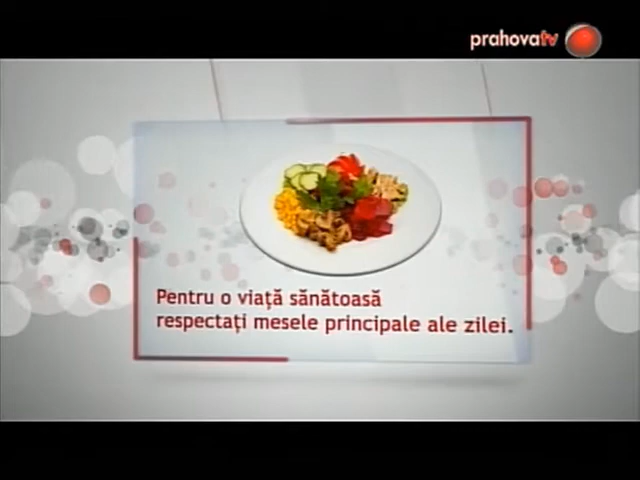 prahovatv
Pentru o viață sănătoasă
respectați mesele principale ale zilei.